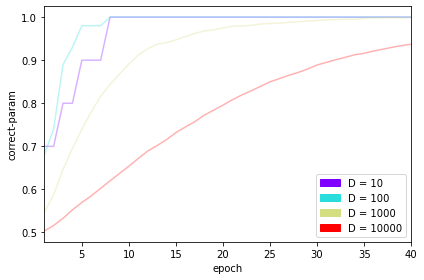 1.0
0.9
0.8
0.7
0.6
0.5
correct-param
D = 10
D = 100
D = 1000
D = 10000
5 10 15 20 25 30 35 40
epoch